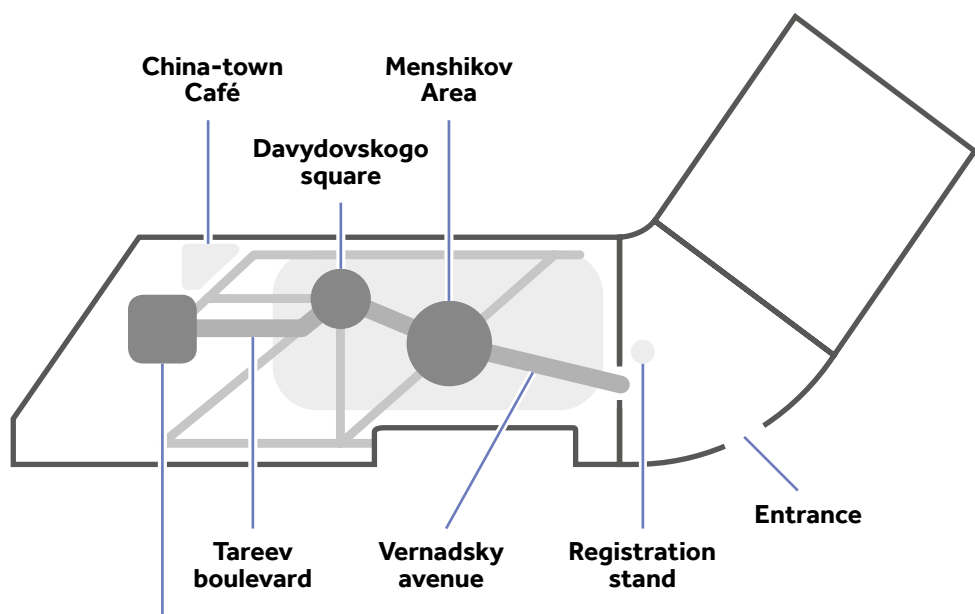 China-town
Café
Menshikov
Area
Davydovskogo
square
Entrance
Tareev
boulevard
Vernadsky
avenue
Registration
stand